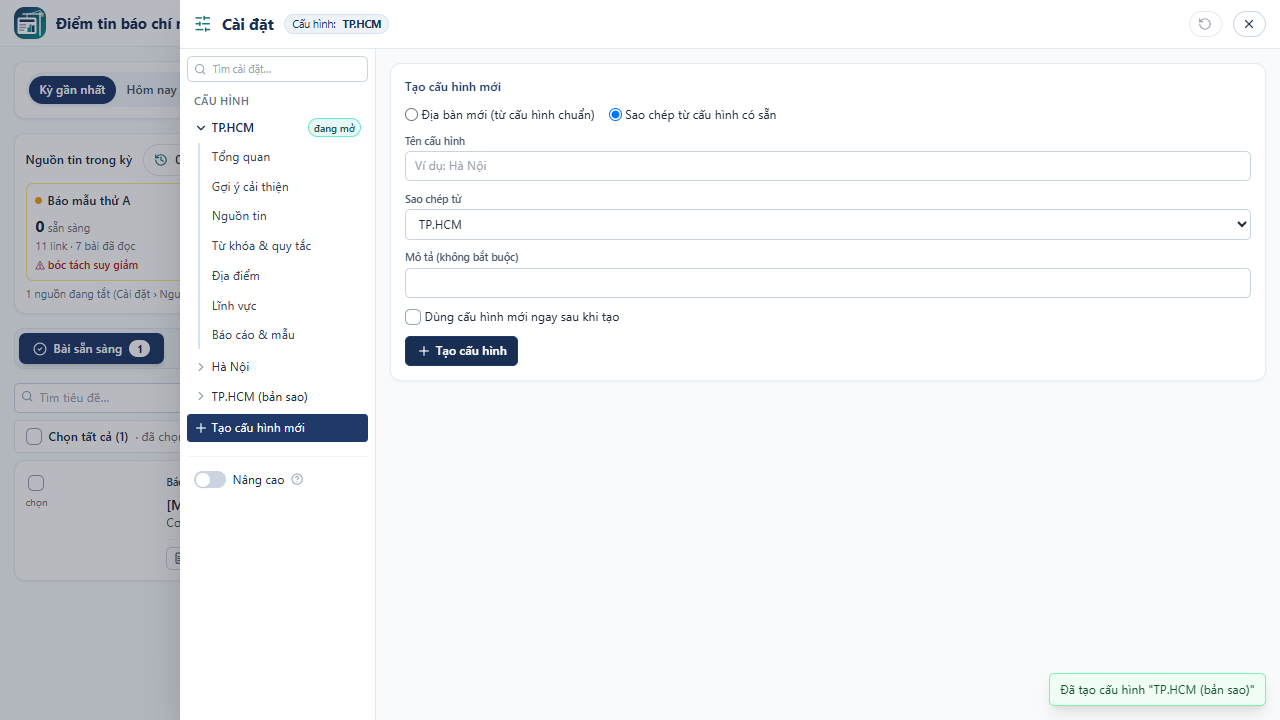 Điểm tin báo chí
Cài đặt
Cấu hình: TP.HCM
Kỳ gần nhất
Hôm nay
Nguồn tin trong kỳ
Báo mẫu thử A
0 sẵn sàng
11 link · 7 bài đã đọc
bóc tách suy giảm
1 nguồn đang tắt (Cài đặt ›
Bài sẵn sàng 1
Tìm tiêu đề...
Chọn tất cả (1) · đã chọn
chọn
Tìm cài đặt...
CẤU HÌNH
TP.HCM
đang mở
Tổng quan
Gợi ý cải thiện
Nguồn tin
Từ khóa & quy tắc
Địa điểm
Lĩnh vực
Báo cáo & mẫu
Hà Nội
TP.HCM (bản sao)
+ Tạo cấu hình mới
Nâng cao
Tạo cấu hình mới
Địa bàn mới (từ cấu hình chuẩn)
Sao chép từ cấu hình có sẵn
Tên cấu hình
Ví dụ: Hà Nội
Sao chép từ
TP.HCM
Mô tả (không bắt buộc)
Dùng cấu hình mới ngay sau khi tạo
+ Tạo cấu hình
Đã tạo cấu hình "TP.HCM (bản sao)"